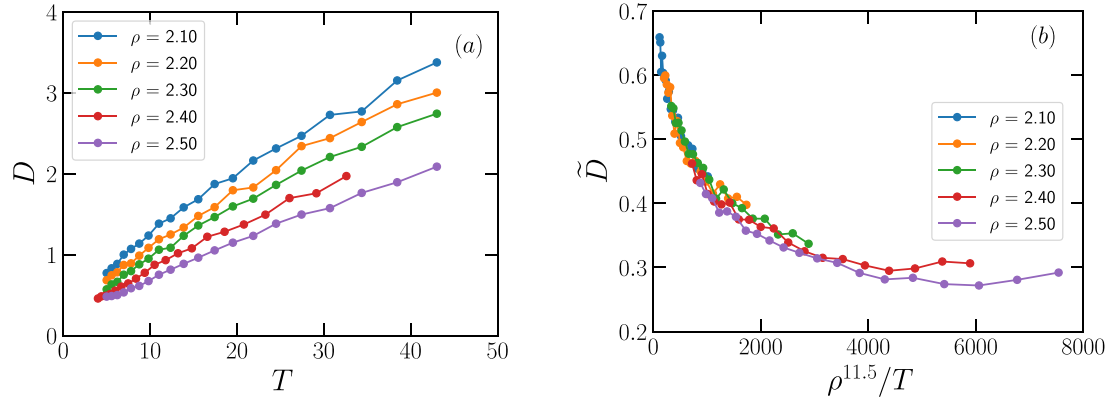 (a)
ρ = 2.10
ρ = 2.20
ρ = 2.30
ρ = 2.40
ρ = 2.50
4
3
2
1
0
D
0 10 20 30 40 50
T
(b)
ρ = 2.10
ρ = 2.20
ρ = 2.30
ρ = 2.40
ρ = 2.50
0.7
0.6
0.5
0.4
0.3
0.2
D̃
0 2000 4000 6000 8000
ρ^{11.5}/T